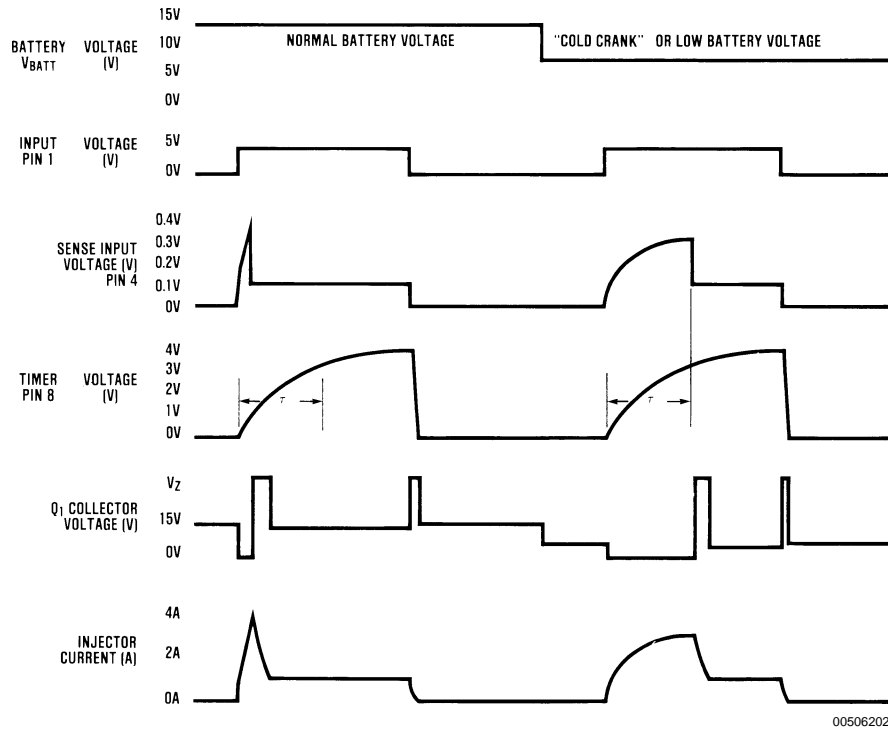 15V
BATTERY VOLTAGE 10V NORMAL BATTERY VOLTAGE "COLD CRANK" OR LOW BATTERY VOLTAGE
VBATT (V) 5V
0V
INPUT VOLTAGE 5V
PIN 1 (V) 0V
0.4V
SENSE INPUT 0.3V
VOLTAGE (V) 0.2V
PIN 4 0.1V
0V
4V
TIMER VOLTAGE 3V
PIN 8 (V) 2V
1V
0V
τ τ
VZ
Q1 COLLECTOR 15V
VOLTAGE (V) 0V
4A
INJECTOR 2A
CURRENT (A)
0A
00506202